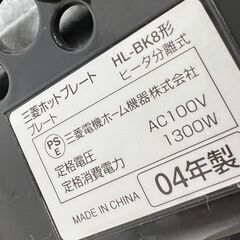 三菱ホットプレート HL-BK8形
プレート ヒータ分離式
PS
E
三菱電機ホーム機器株式会社
定格電圧 AC100V
定格消費電力 1300W
MADE IN CHINA 04年製